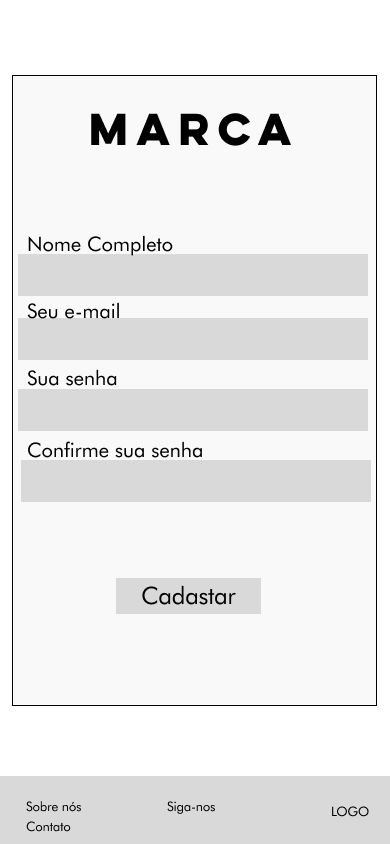 MARCA
Nome Completo
Seu e-mail
Sua senha
Confirme sua senha
Cadastar
Sobre nós
Siga-nos
LOGO
Contato